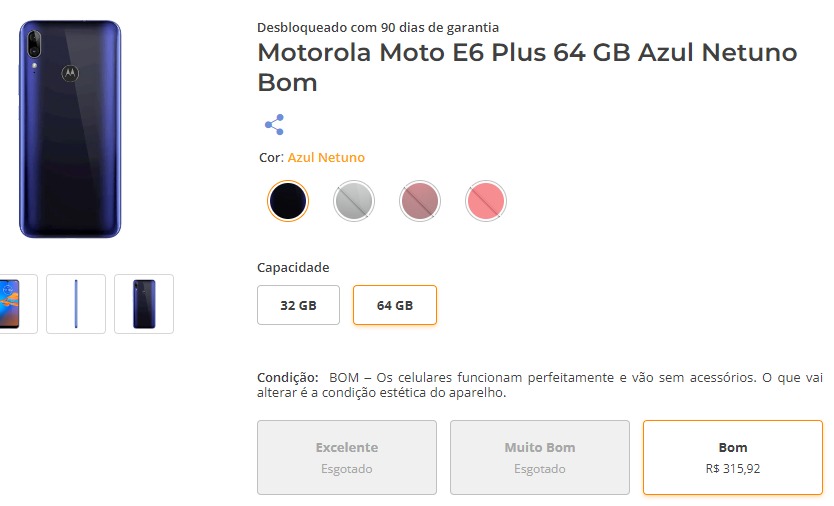 Desbloqueado com 90 dias de garantia
Motorola Moto E6 Plus 64 GB Azul Netuno
Bom
Cor: Azul Netuno
Capacidade
32 GB
64 GB
Condição: BOM – Os celulares funcionam perfeitamente e vão sem acessórios. O que vai
alterar é a condição estética do aparelho.
Excelente
Esgotado
Muito Bom
Esgotado
Bom
R$ 315,92